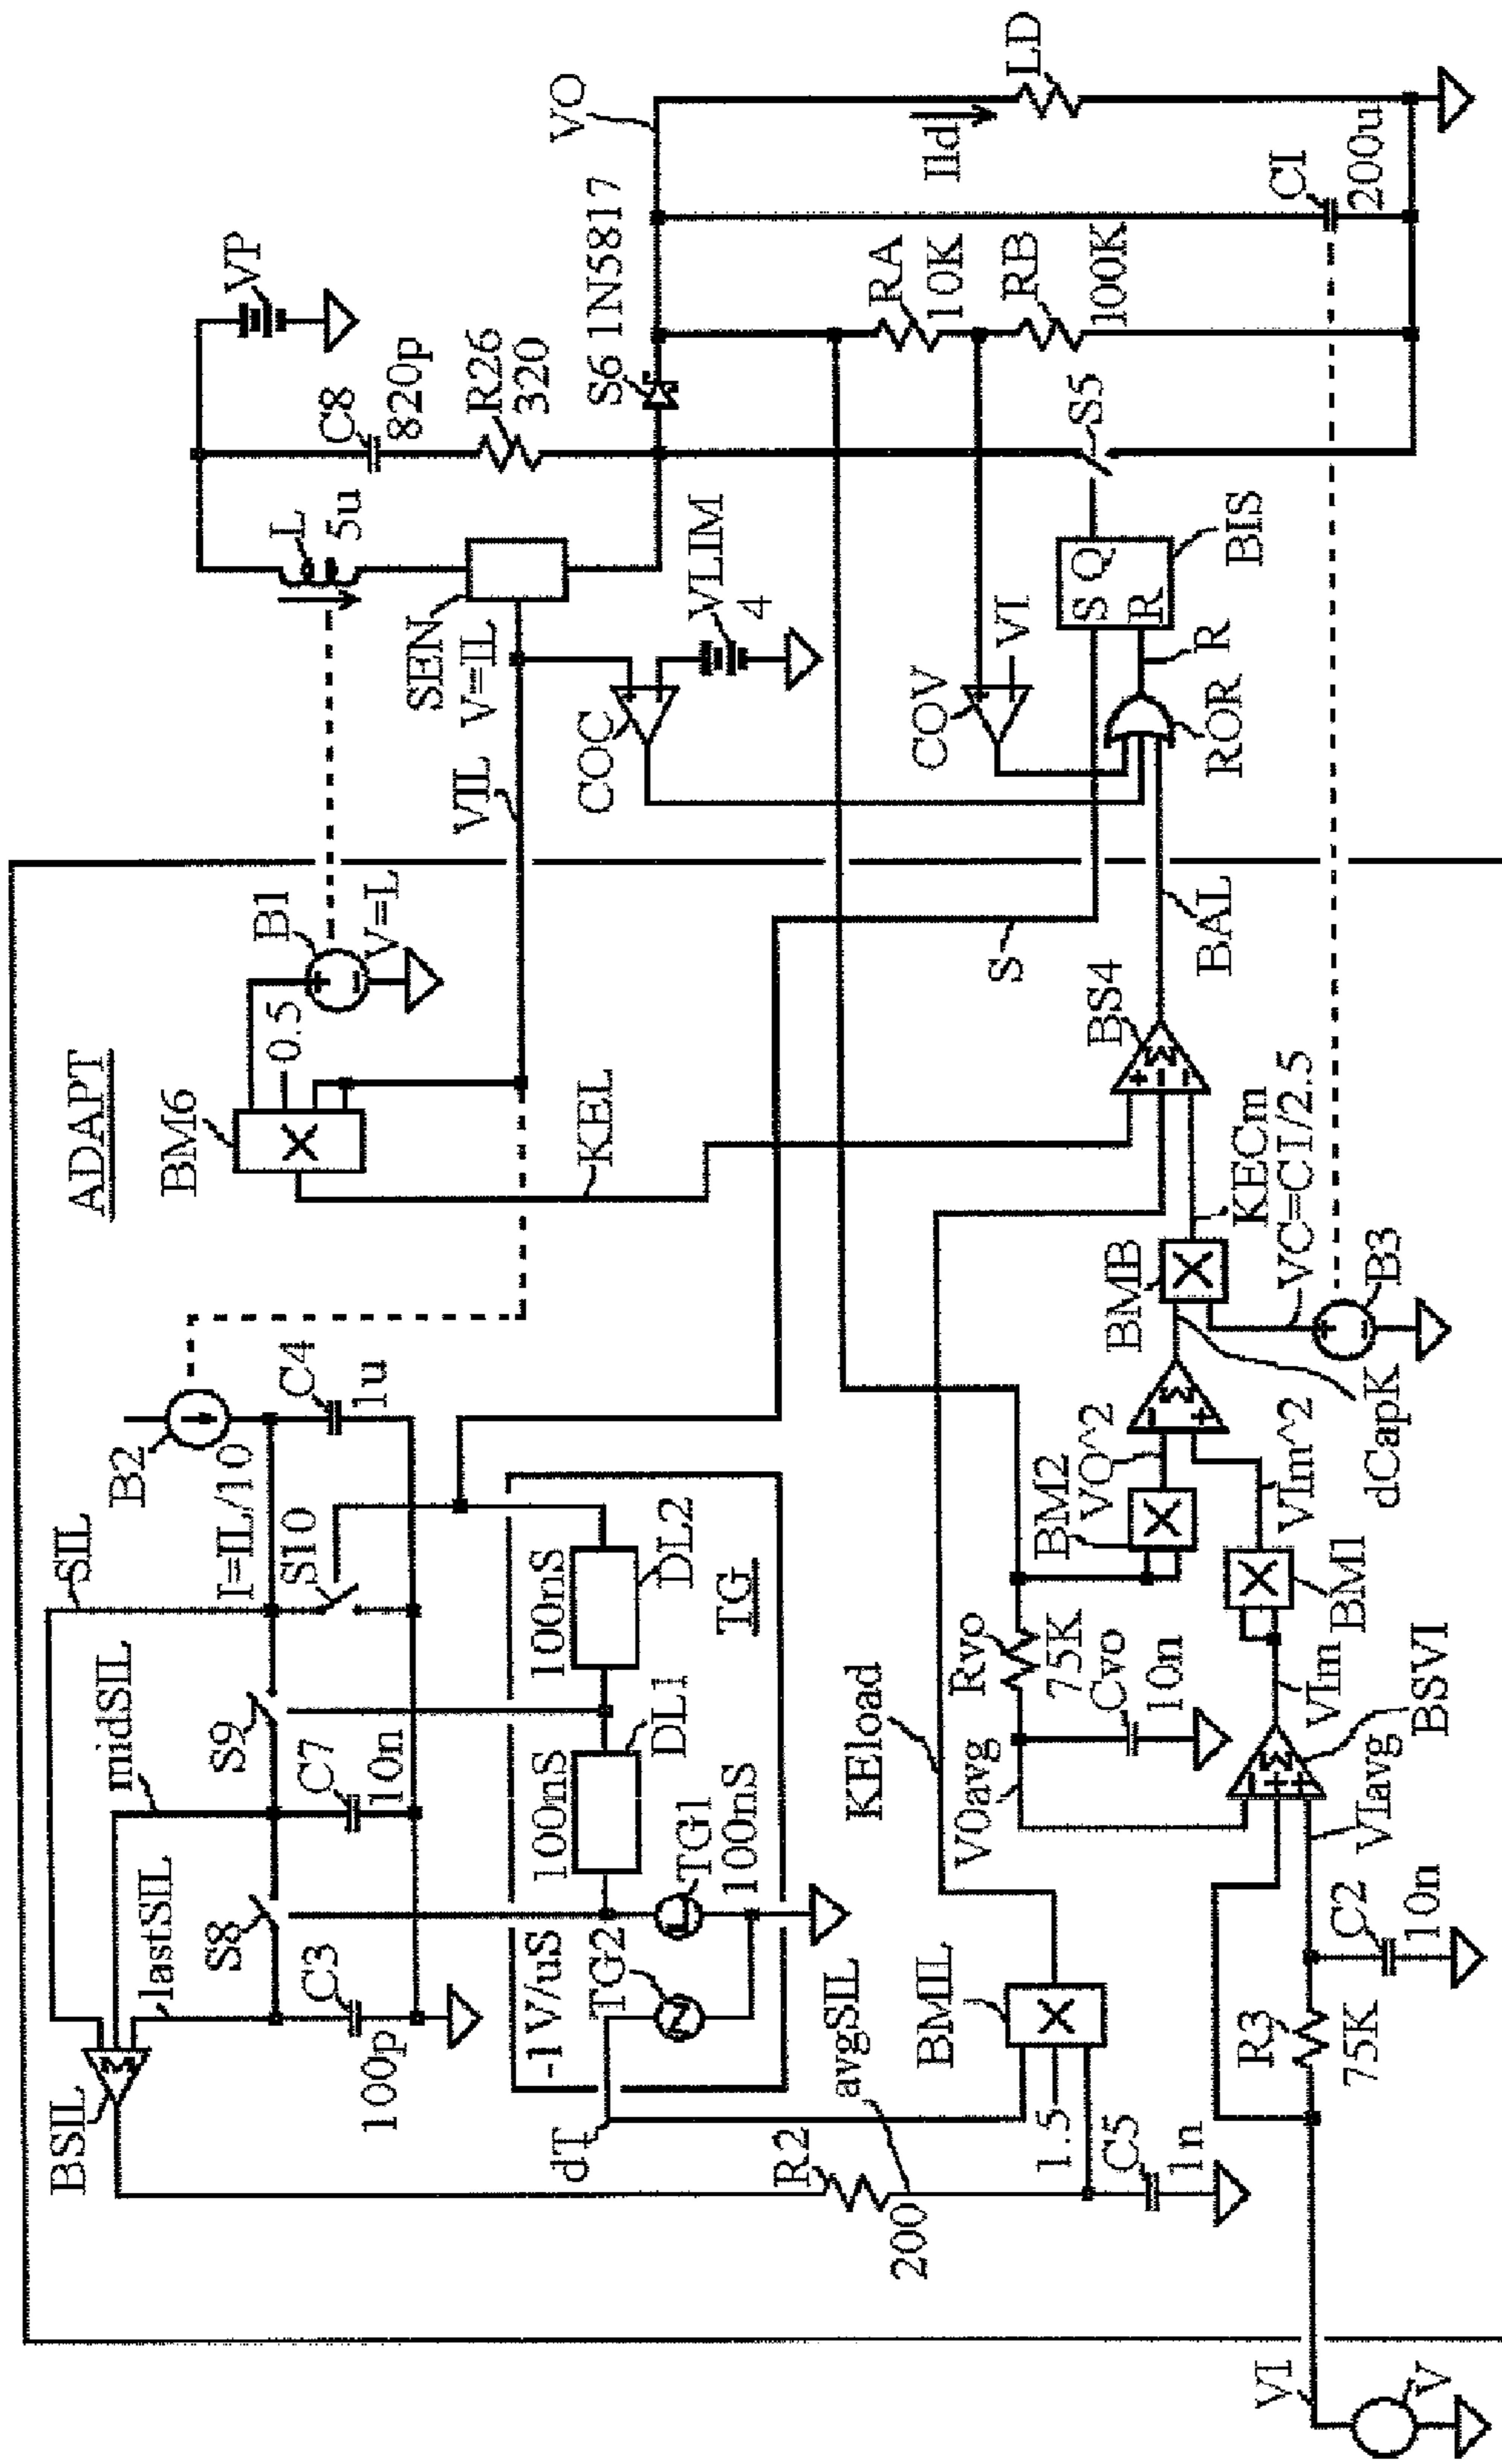 ADAPT
BSIL
SIL
midSIL
lastSIL
S8
S9
S10
B2
I=IL/10
C3
100p
C7
10n
C4
1u
100nS
DL1
100nS
DL2
TG
-1 V/uS
TG2
TG1
100nS
dT
R2
200
avgSIL
BMIL
1.5
C5
1n
BM6
0.5
B1
V=L
KEL
VIL
L
5u
SEN
V=IL
C8
820p
R26
320
VP
COC
VLIM
4
S6 1N5817
VO
COV
VI
S Q
R
BIS
S5
R
ROR
RA
10K
RB
100K
Ild
LD
CI
200u
S
BAL
BS4
KECm
VC=CI/2.5
BMB
B3
dCapK
KEload
BM2
VO^2
VIm^2
BM1
Rvo
75K
Cvo
10n
VOavg
VIm
BSVI
VIavg
C2
10n
R3
75K
VI
V